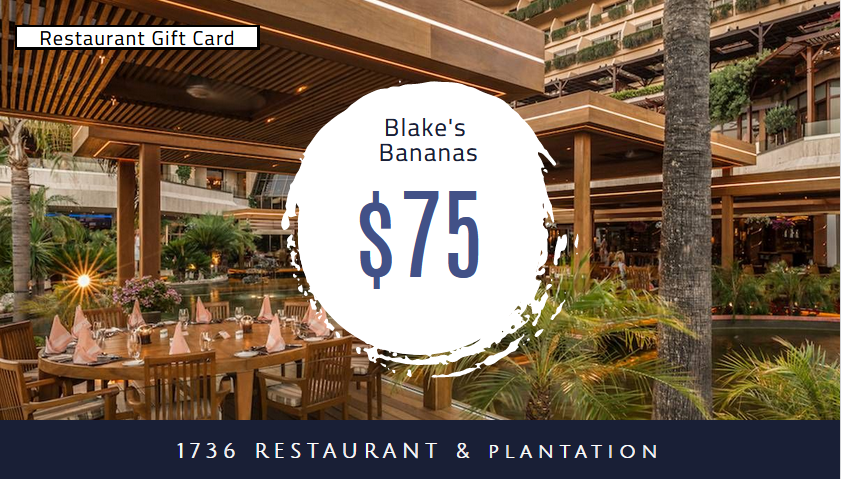 Restaurant Gift Card
Blake's
Bananas
$75
1736 RESTAURANT & PLANTATION